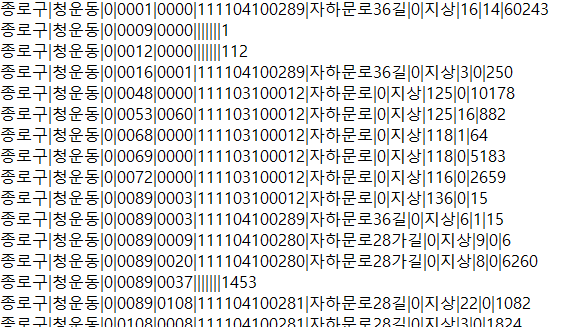 종로구|청운동|0|0001|0000|111104100289|자하문로36길|0|지상|16|14|60243
종로구|청운동|0|0009|0000|||||||1
종로구|청운동|0|0012|0000|||||||112
종로구|청운동|0|0016|0001|111104100289|자하문로36길|0|지상|3|0|250
종로구|청운동|0|0048|0000|111103100012|자하문로|0|지상|125|0|10178
종로구|청운동|0|0053|0060|111103100012|자하문로|0|지상|125|16|882
종로구|청운동|0|0068|0000|111103100012|자하문로|0|지상|118|1|64
종로구|청운동|0|0069|0000|111103100012|자하문로|0|지상|118|0|5183
종로구|청운동|0|0072|0000|111103100012|자하문로|0|지상|116|0|2659
종로구|청운동|0|0089|0003|111103100012|자하문로|0|지상|136|0|15
종로구|청운동|0|0089|0003|111104100289|자하문로36길|0|지상|6|1|15
종로구|청운동|0|0089|0009|111104100280|자하문로28가길|0|지상|9|0|6
종로구|청운동|0|0089|0020|111104100280|자하문로28가길|0|지상|8|0|6260
종로구|청운동|0|0089|0037|||||||1453
종로구|청운동|0|0089|0108|111104100281|자하문로28길|0|지상|22|0|1082
종로구|청운동|0|0108|0008|111104100281|자하문로28길|0|지상|3|0|1824